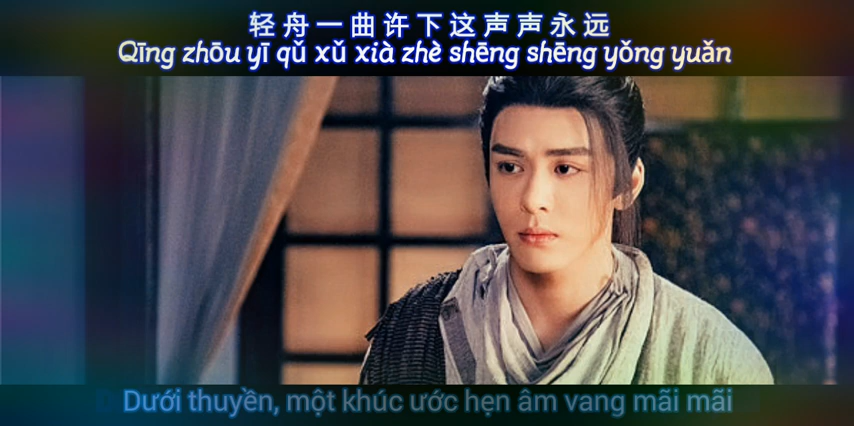 轻舟一曲许下这声声永远
Qīng zhōu yī qǔ xǔ xià zhè shēng shēng yǒng yuǎn
Dưới thuyền, một khúc ước hẹn âm vang mãi mãi